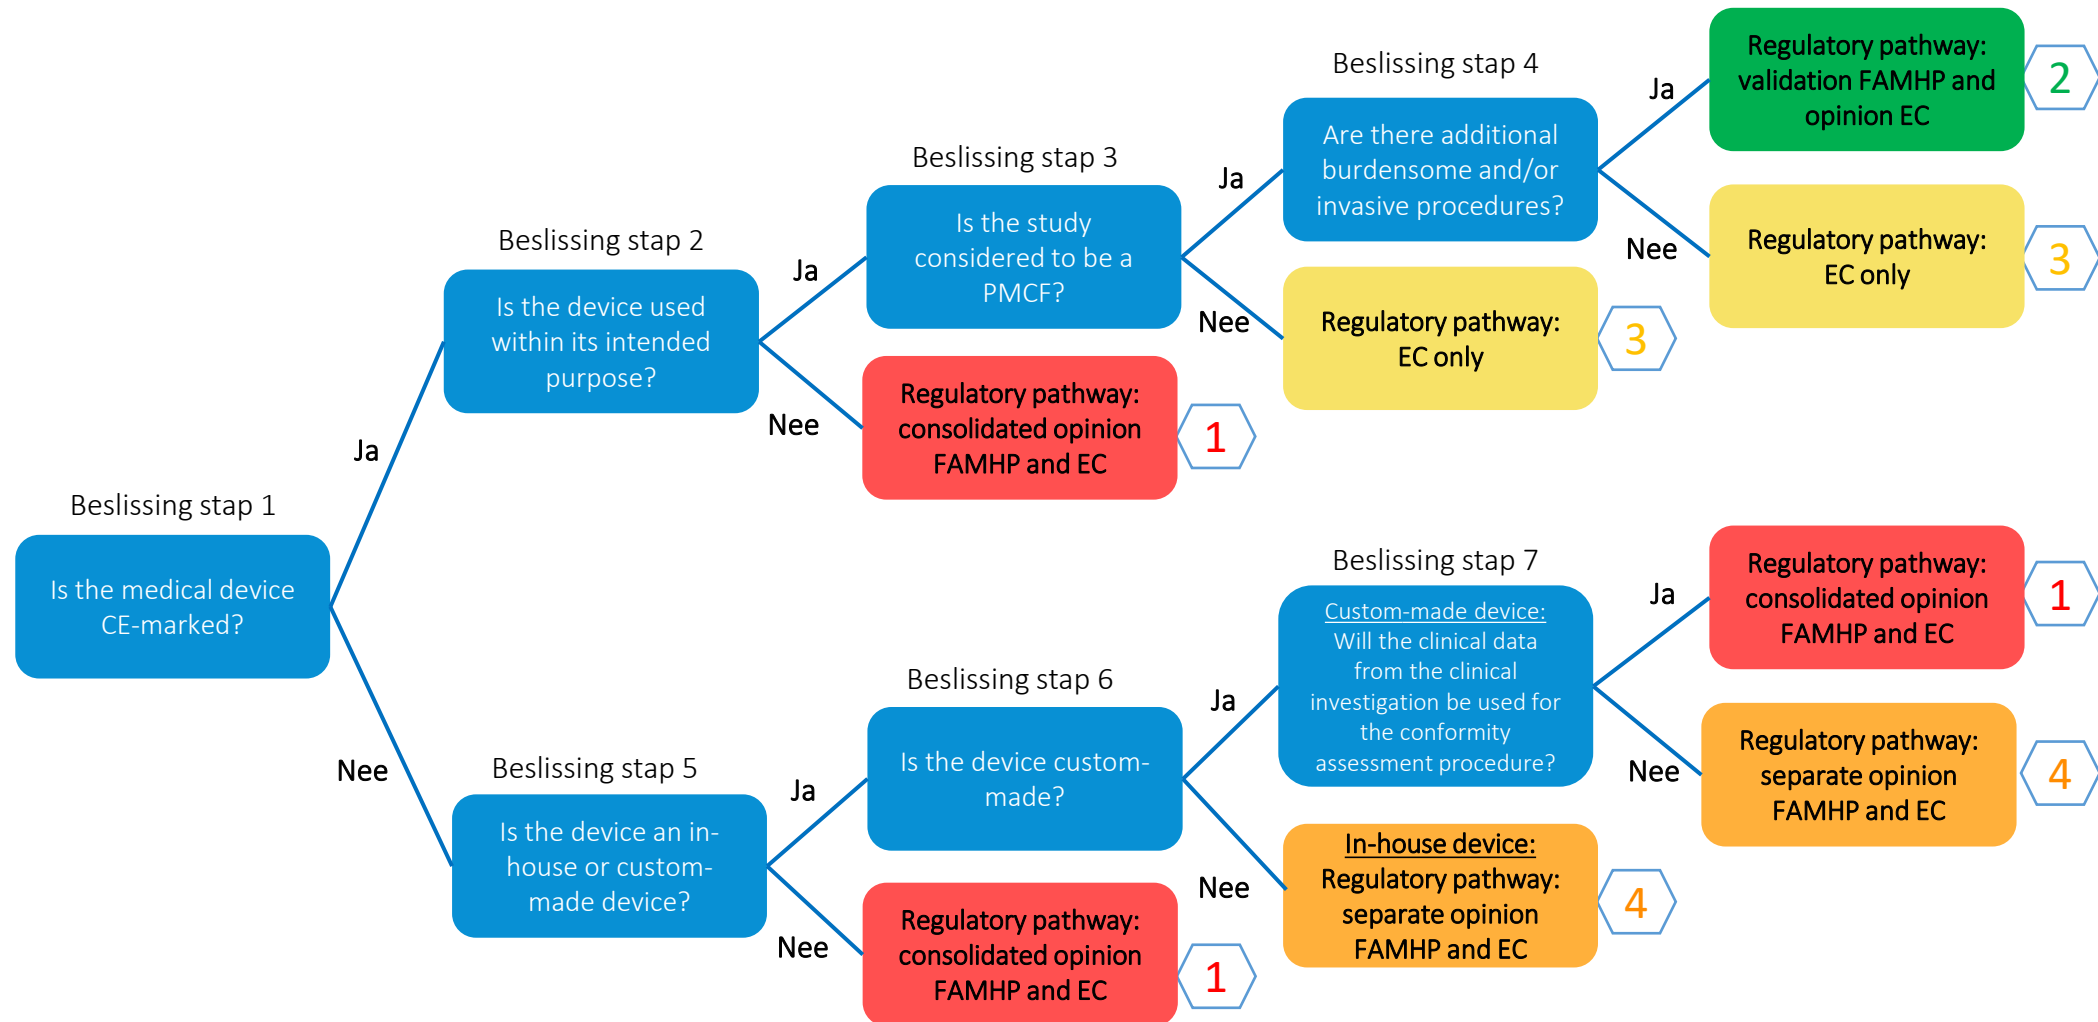 Beslissing stap 1
Is the medical device
CE-marked?
Ja
Nee
Beslissing stap 2
Is the device used
within its intended
purpose?
Ja
Nee
Beslissing stap 3
Is the study
considered to be a
PMCF?
Ja
Nee
Regulatory pathway:
consolidated opinion
FAMHP and EC
1
Beslissing stap 4
Are there additional
burdensome and/or
invasive procedures?
Ja
Nee
Regulatory pathway:
EC only
3
Regulatory pathway:
validation FAMHP and
opinion EC
2
Regulatory pathway:
EC only
3
Beslissing stap 5
Is the device an in-
house or custom-
made device?
Ja
Nee
Beslissing stap 6
Is the device custom-
made?
Ja
Nee
Regulatory pathway:
consolidated opinion
FAMHP and EC
1
Beslissing stap 7
Custom-made device:
Will the clinical data
from the clinical
investigation be used for
the conformity
assessment procedure?
Ja
Nee
In-house device:
Regulatory pathway:
separate opinion
FAMHP and EC
4
Regulatory pathway:
consolidated opinion
FAMHP and EC
1
Regulatory pathway:
separate opinion
FAMHP and EC
4